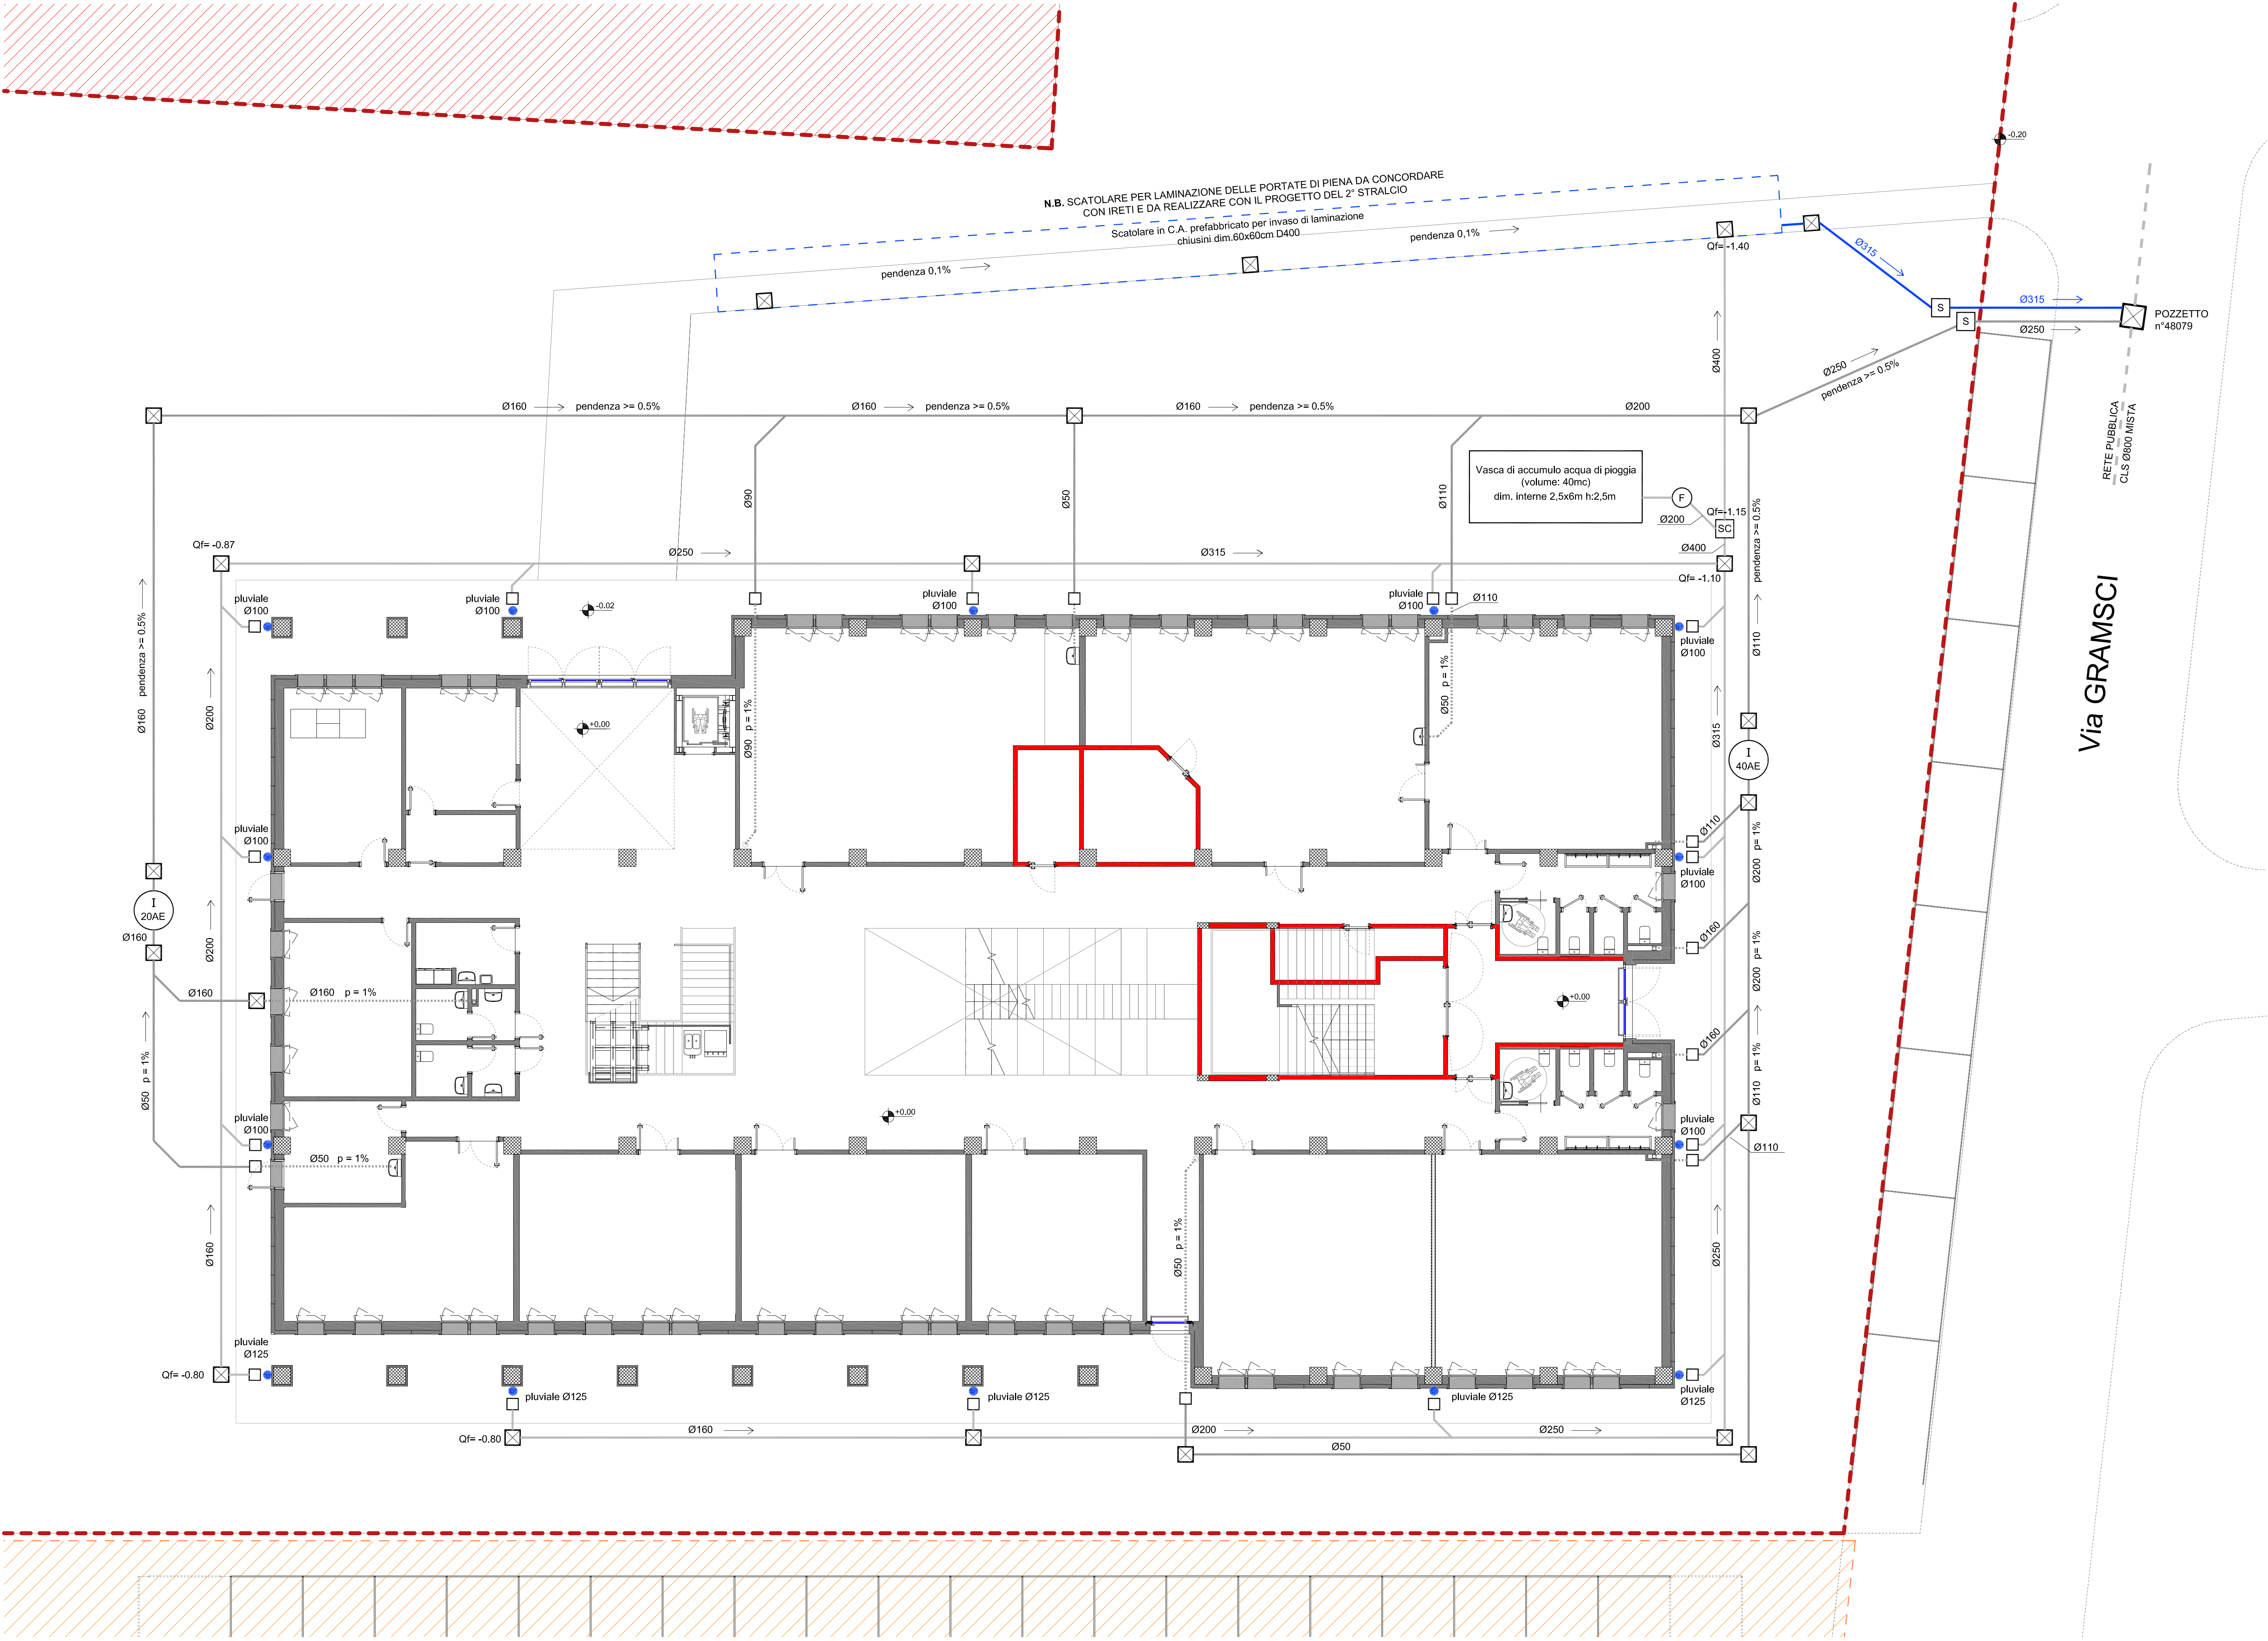 -0.20
N.B. SCATOLARE PER LAMINAZIONE DELLE PORTATE DI PIENA DA CONCORDARE
CON IRETI E DA REALIZZARE CON IL PROGETTO DEL 2° STRALCIO
Scatolare in C.A. prefabbricato per invaso di laminazione
chiusini dim.60x60cm D400
pendenza 0,1%
pendenza 0,1%
Qf= -1.40
Ø315
S
Ø315
S
Ø250
POZZETTO
n°48079
Ø400
Ø250
pendenza >= 0.5%
RETE PUBBLICA
CLS Ø800 MISTA
Via GRAMSCI
Ø160
pendenza >= 0.5%
Ø160
pendenza >= 0.5%
Ø160
pendenza >= 0.5%
Ø200
Ø90
Ø50
Ø110
Vasca di accumulo acqua di pioggia
(volume: 40mc)
dim. interne 2,5x6m h:2,5m
F
Qf=-1.15
Ø200
SC
Ø400
Ø110 pendenza >= 0.5%
Qf= -0.87
Ø250
Ø315
Qf= -1.10
Ø160 pendenza >= 0.5%
Ø200
pluviale
Ø100
pluviale
Ø100
-0.02
pluviale
Ø100
pluviale
Ø100
Ø110
pluviale
Ø100
+0.00
Ø90 p = 1%
Ø50 p = 1%
Ø315
I
40AE
pluviale
Ø100
Ø110
pluviale
Ø100
Ø200 p= 1%
I
20AE
Ø160
Ø200
Ø160
Ø200 p= 1%
Ø160
Ø160 p = 1%
+0.00
Ø160
Ø50 p = 1%
Ø110 p= 1%
+0.00
pluviale
Ø100
pluviale
Ø100
Ø110
Ø50 p = 1%
Ø160
Ø50 p = 1%
Ø250
pluviale
Ø125
Qf= -0.80
pluviale Ø125
pluviale Ø125
pluviale Ø125
pluviale
Ø125
Qf= -0.80
Ø160
Ø200
Ø250
Ø50